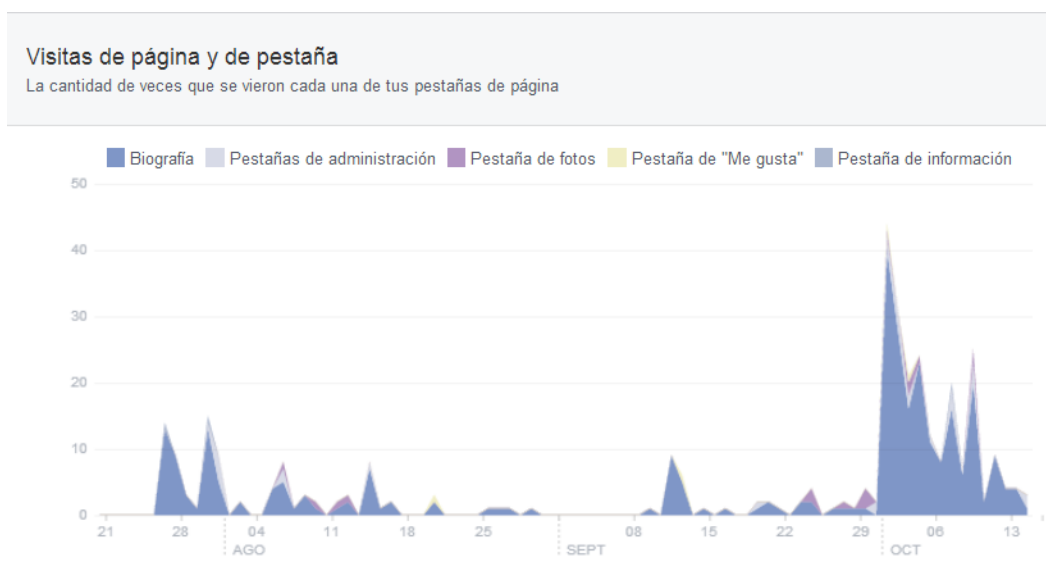 Visitas de página y de pestaña
La cantidad de veces que se vieron cada una de tus pestañas de página
Biografía Pestañas de administración Pestaña de fotos Pestaña de "Me gusta" Pestaña de información
50
40
30
20
10
0
21 28 04 11 18 25 08 15 22 29 06 13
AGO SEPT OCT